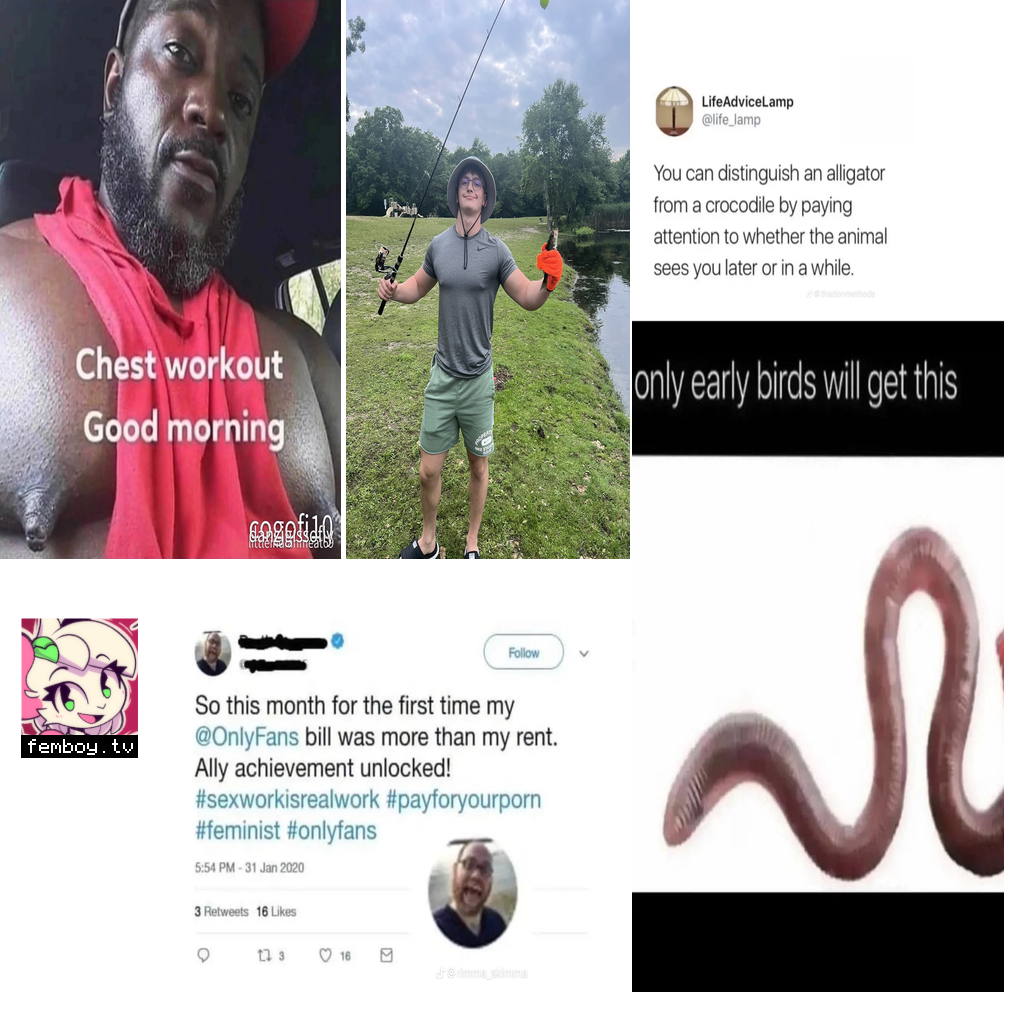 Chest workout
Good morning
cogofi10
LifeAdviceLamp
@life_lamp
You can distinguish an alligator
from a crocodile by paying
attention to whether the animal
sees you later or in a while.
only early birds will get this
femboy.tv
Follow
So this month for the first time my
@OnlyFans bill was more than my rent.
Ally achievement unlocked!
#sexworkisrealwork #payforyourporn
#feminist #onlyfans
5:54 PM - 31 Jan 2020
3 Retweets 16 Likes
3 16